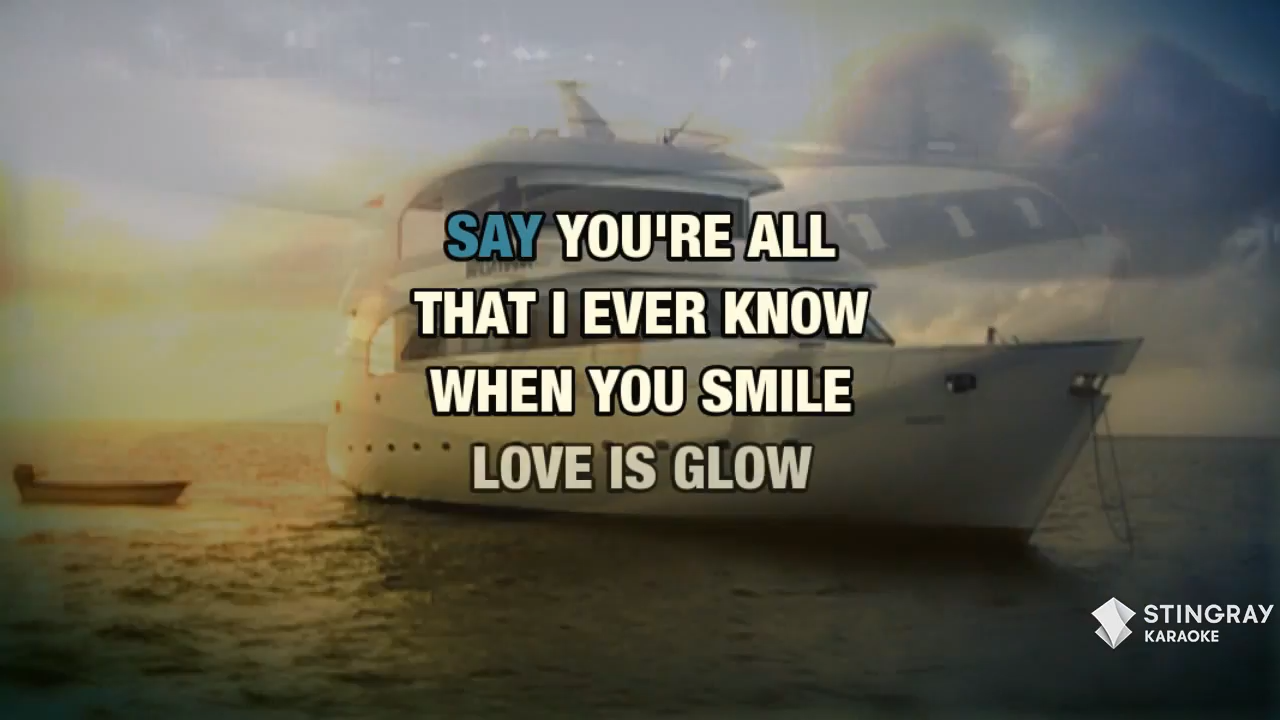 SAY YOU'RE ALL
THAT I EVER KNOW
WHEN YOU SMILE
LOVE IS GLOW
STINGRAY
KARAOKE